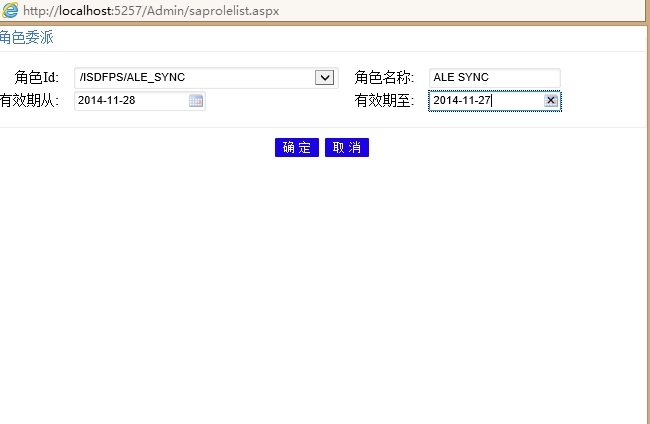 http://localhost:5257/Admin/saprolelist.aspx
角色委派
角色Id: /ISDFPS/ALE_SYNC 角色名称: ALE SYNC
有效期从: 2014-11-28 有效期至: 2014-11-27
确 定 取 消